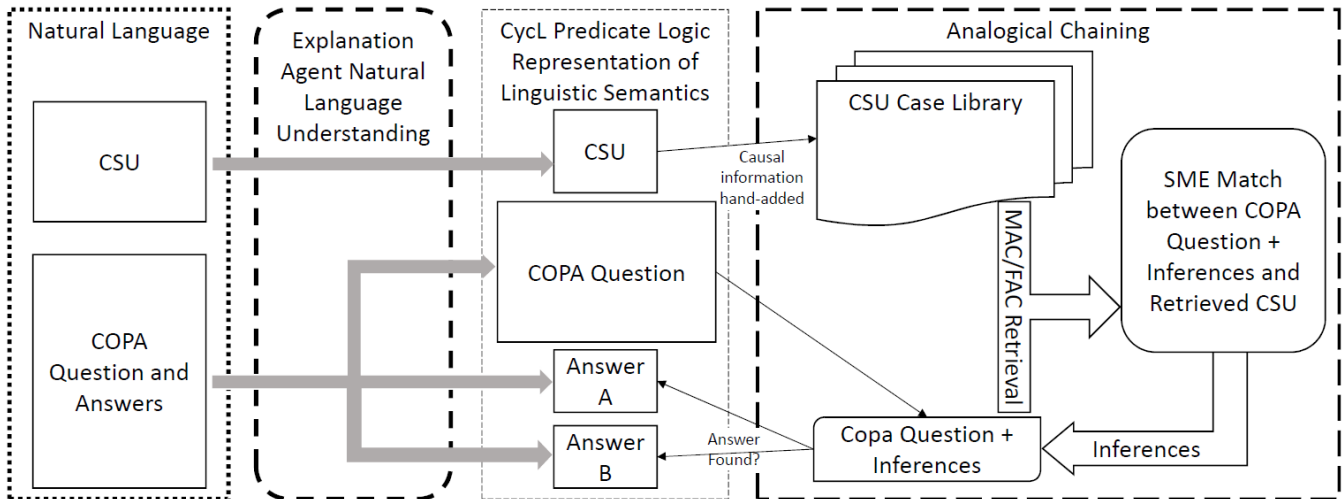 Natural Language
CSU
COPA
Question and
Answers
Explanation
Agent Natural
Language
Understanding
CycL Predicate Logic
Representation of
Linguistic Semantics
CSU
COPA Question
Answer
A
Answer
B
Causal
information
hand-added
Answer
Found?
Analogical Chaining
CSU Case Library
MAC/FAC Retrieval
SME Match
between COPA
Question +
Inferences and
Retrieved CSU
Copa Question +
Inferences
Inferences